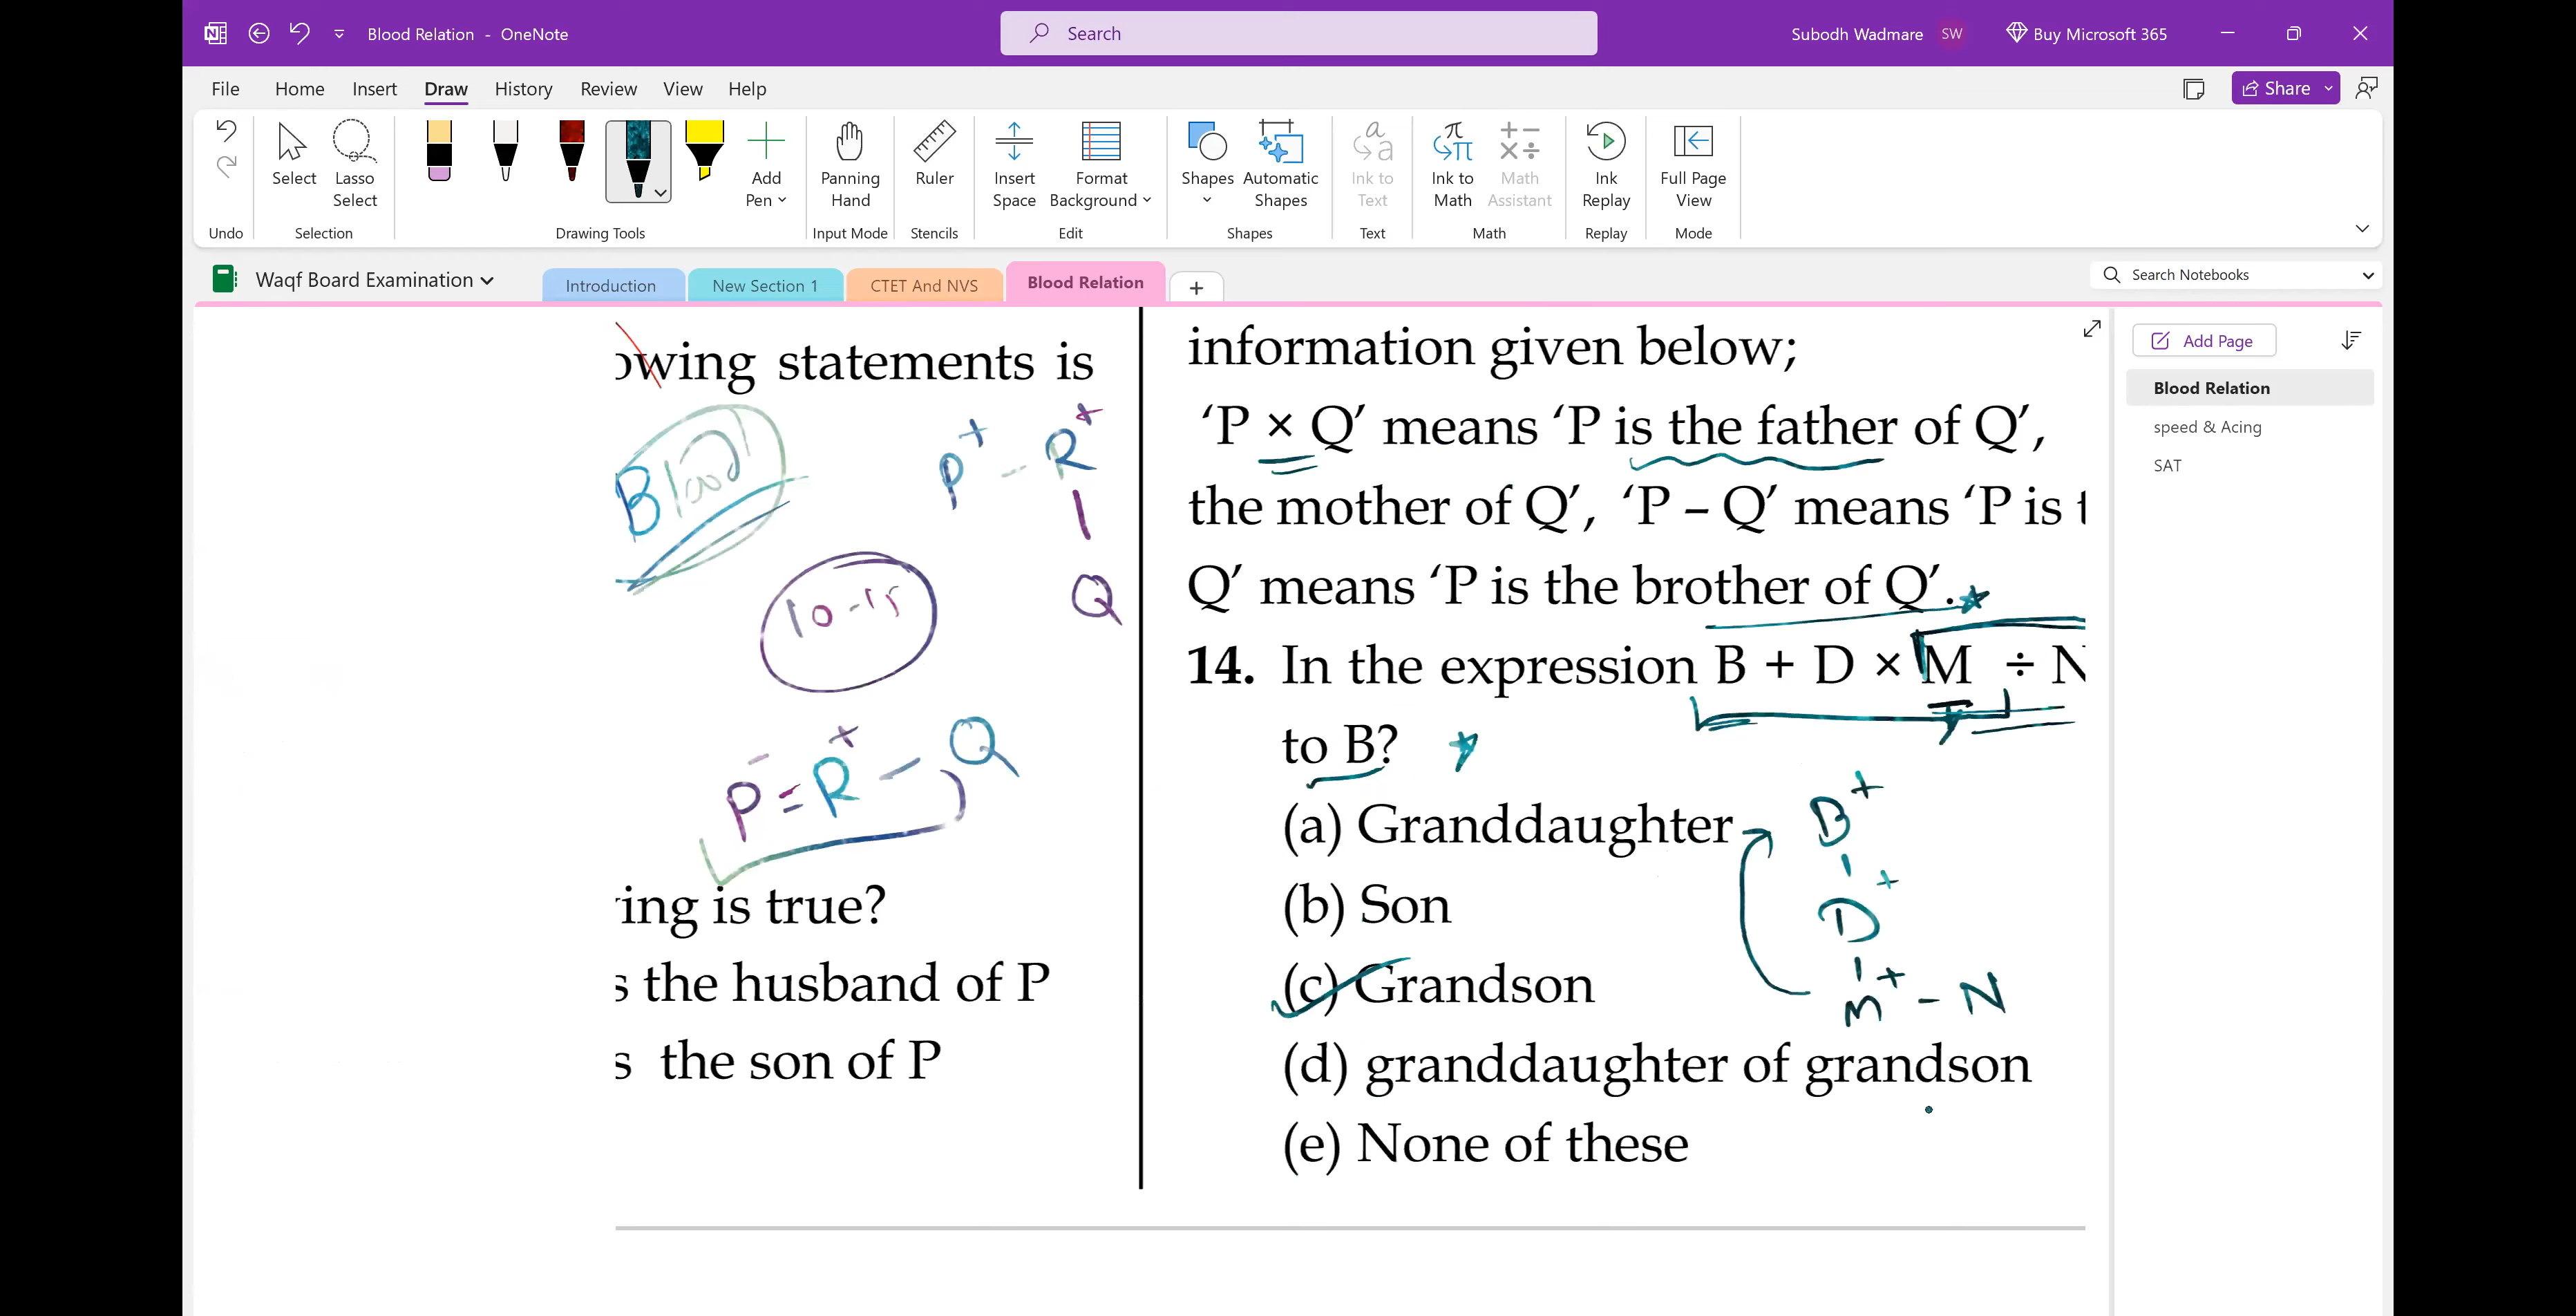 Blood Relation - OneNote
Search
Subodh Wadmare SW
Buy Microsoft 365
File Home Insert Draw History Review View Help
Share
Select
Lasso Select
Add Pen
Panning Hand
Ruler
Insert Space
Format Background
Shapes
Automatic Shapes
Ink to Text
Ink to Math
Math Assistant
Ink Replay
Full Page View
Undo Selection Drawing Tools Input Mode Stencils Edit Shapes Text Math Replay Mode
Waqf Board Examination
Introduction New Section 1 CTET And NVS Blood Relation +
Search Notebooks
Add Page
Blood Relation
speed & Acing
SAT
owing statements is
Blood
P+ - R+
Q
10-15
P- = R+ - Q
ing is true?
s the husband of P
s the son of P
information given below;
‘P × Q’ means ‘P is the father of Q’,
the mother of Q’, ‘P – Q’ means ‘P is t
Q’ means ‘P is the brother of Q’.
14. In the expression B + D × M ÷ N
to B?
(a) Granddaughter
(b) Son
(c) Grandson
(d) granddaughter of grandson
(e) None of these
B+
D+
m+ - N